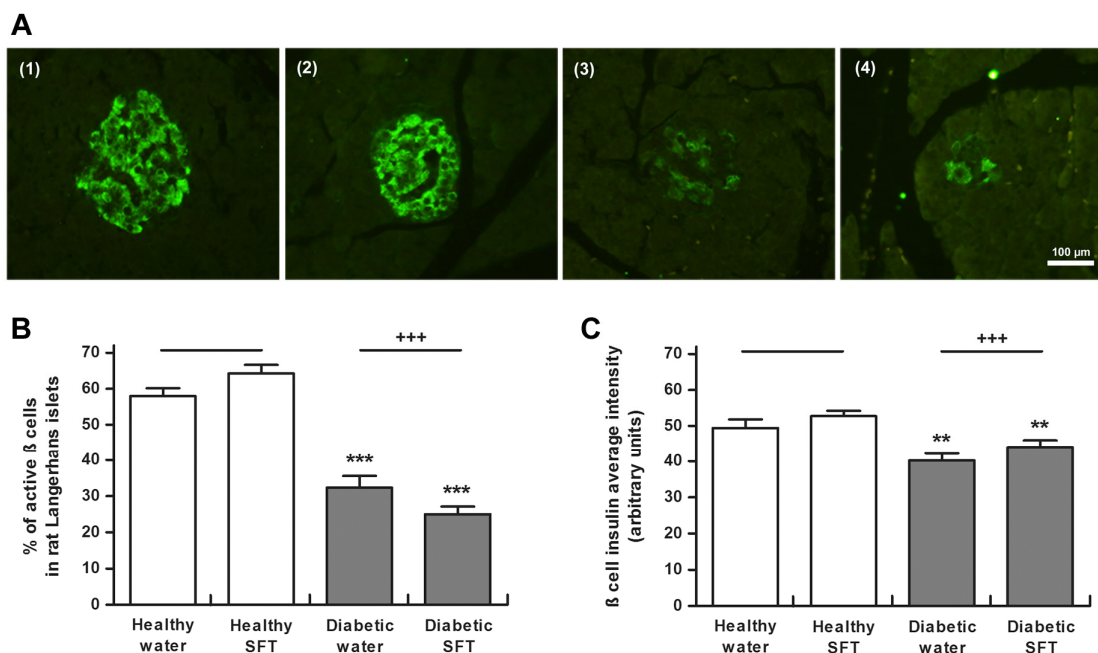 A
(1)
(2)
(3)
(4)
100 µm
B
+++
70
60
50
40
30
20
10
0
% of active ß cells
in rat Langerhans islets
***
***
Healthy
water
Healthy
SFT
Diabetic
water
Diabetic
SFT
C
+++
70
60
50
40
30
20
10
0
ß cell insulin average intensity
(arbitrary units)
**
**
Healthy
water
Healthy
SFT
Diabetic
water
Diabetic
SFT